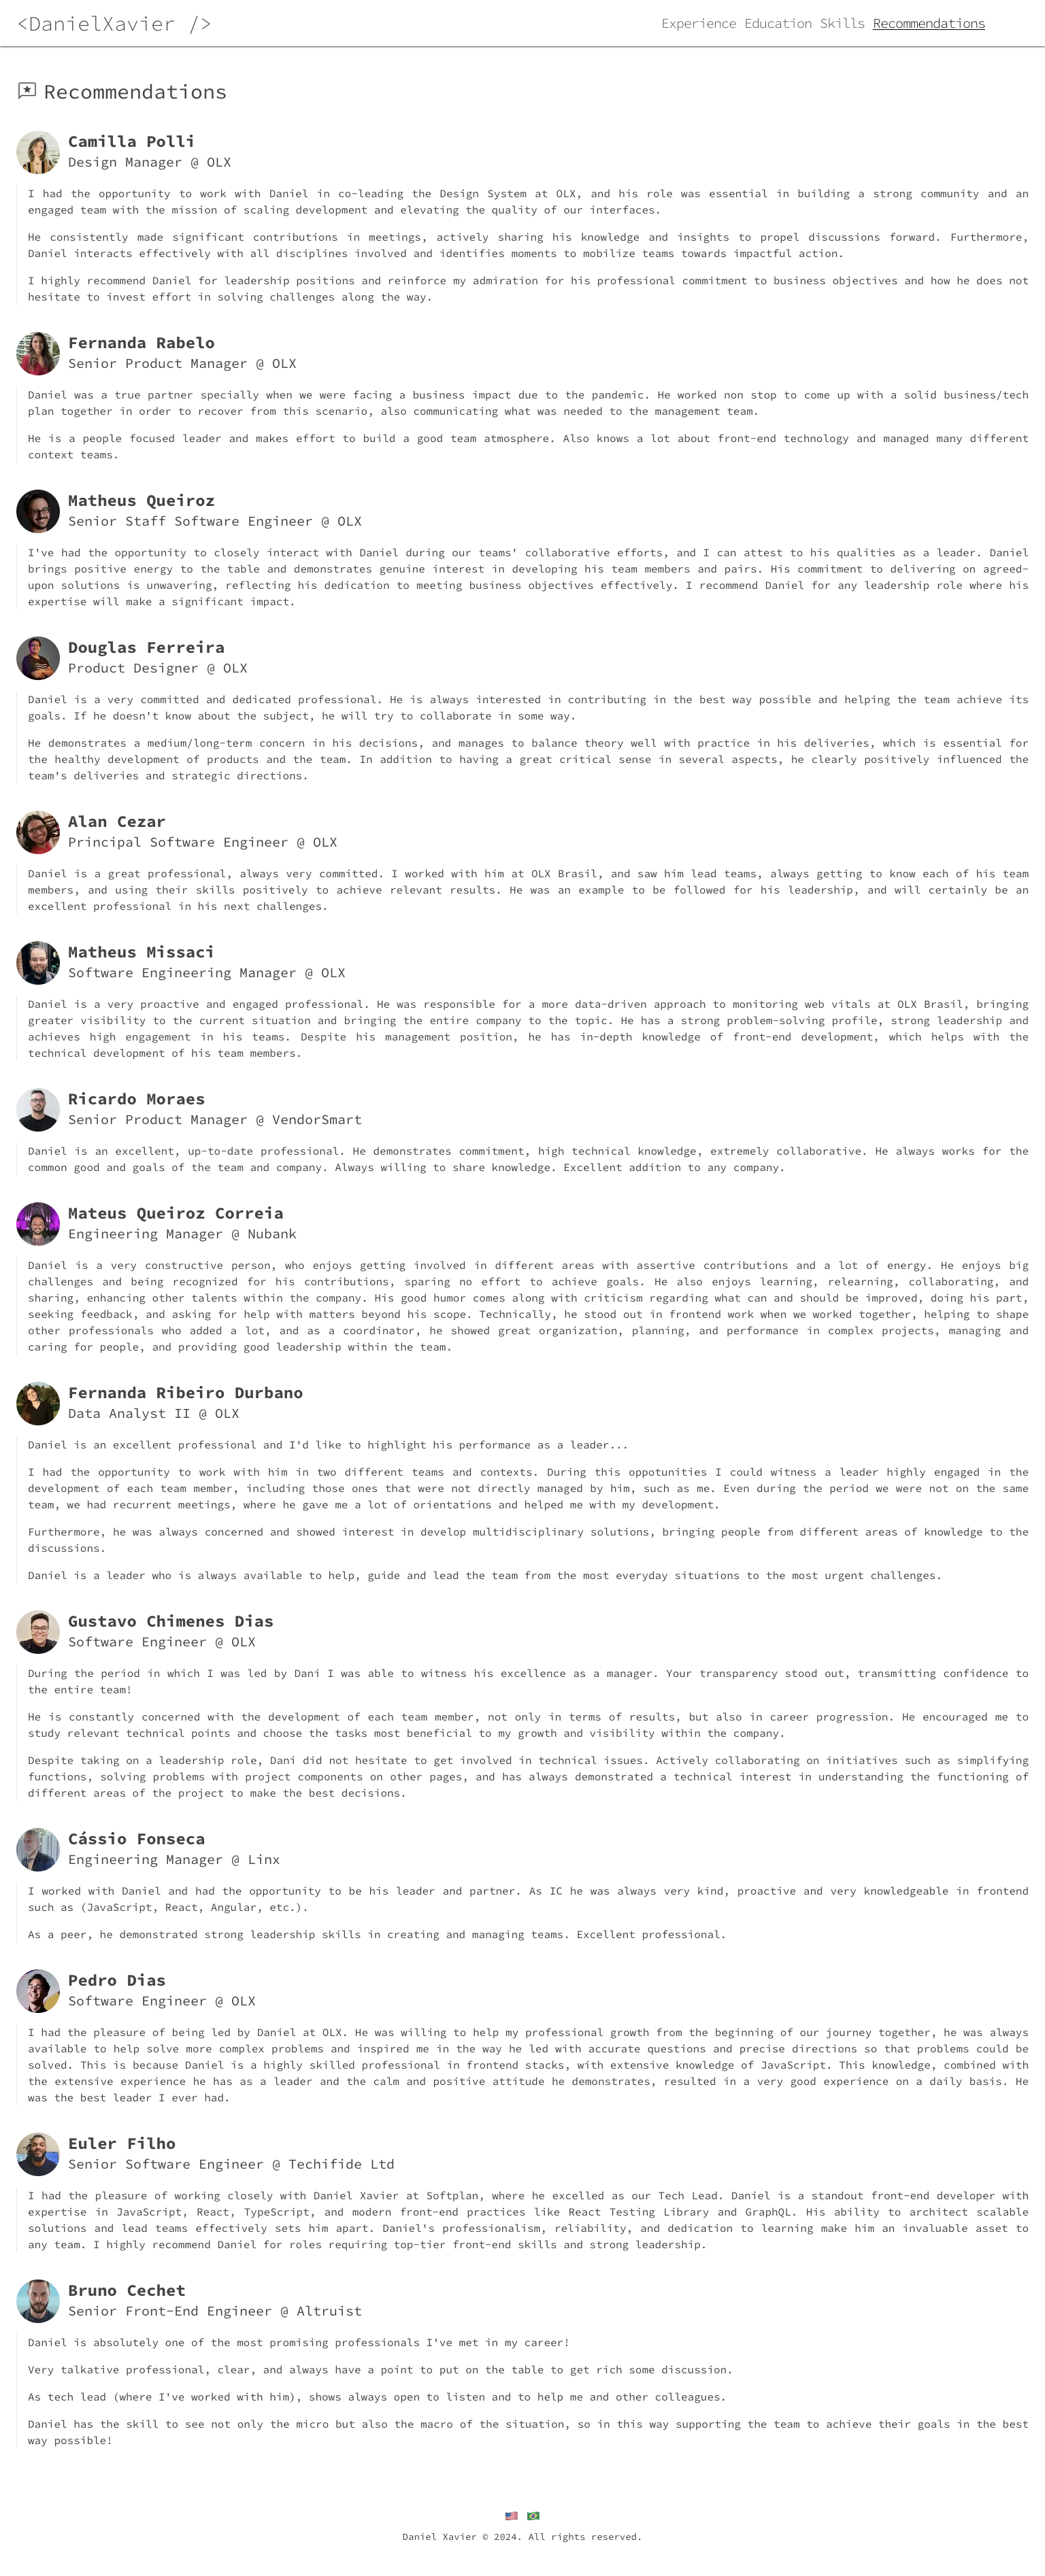 <DanielXavier />
Experience Education Skills Recommendations
Recommendations
Camilla Polli
Design Manager @ OLX
I had the opportunity to work with Daniel in co-leading the Design System at OLX, and his role was essential in building a strong community and an
engaged team with the mission of scaling development and elevating the quality of our interfaces.
He consistently made significant contributions in meetings, actively sharing his knowledge and insights to propel discussions forward. Furthermore,
Daniel interacts effectively with all disciplines involved and identifies moments to mobilize teams towards impactful action.
I highly recommend Daniel for leadership positions and reinforce my admiration for his professional commitment to business objectives and how he does not
hesitate to invest effort in solving challenges along the way.
Fernanda Rabelo
Senior Product Manager @ OLX
Daniel was a true partner specially when we were facing a business impact due to the pandemic. He worked non stop to come up with a solid business/tech
plan together in order to recover from this scenario, also communicating what was needed to the management team.
He is a people focused leader and makes effort to build a good team atmosphere. Also knows a lot about front-end technology and managed many different
context teams.
Matheus Queiroz
Senior Staff Software Engineer @ OLX
I've had the opportunity to closely interact with Daniel during our teams' collaborative efforts, and I can attest to his qualities as a leader. Daniel
brings positive energy to the table and demonstrates genuine interest in developing his team members and pairs. His commitment to delivering on agreed-
upon solutions is unwavering, reflecting his dedication to meeting business objectives effectively. I recommend Daniel for any leadership role where his
expertise will make a significant impact.
Douglas Ferreira
Product Designer @ OLX
Daniel is a very committed and dedicated professional. He is always interested in contributing in the best way possible and helping the team achieve its
goals. If he doesn't know about the subject, he will try to collaborate in some way.
He demonstrates a medium/long-term concern in his decisions, and manages to balance theory well with practice in his deliveries, which is essential for
the healthy development of products and the team. In addition to having a great critical sense in several aspects, he clearly positively influenced the
team's deliveries and strategic directions.
Alan Cezar
Principal Software Engineer @ OLX
Daniel is a great professional, always very committed. I worked with him at OLX Brasil, and saw him lead teams, always getting to know each of his team
members, and using their skills positively to achieve relevant results. He was an example to be followed for his leadership, and will certainly be an
excellent professional in his next challenges.
Matheus Missaci
Software Engineering Manager @ OLX
Daniel is a very proactive and engaged professional. He was responsible for a more data-driven approach to monitoring web vitals at OLX Brasil, bringing
greater visibility to the current situation and bringing the entire company to the topic. He has a strong problem-solving profile, strong leadership and
achieves high engagement in his teams. Despite his management position, he has in-depth knowledge of front-end development, which helps with the
technical development of his team members.
Ricardo Moraes
Senior Product Manager @ VendorSmart
Daniel is an excellent, up-to-date professional. He demonstrates commitment, high technical knowledge, extremely collaborative. He always works for the
common good and goals of the team and company. Always willing to share knowledge. Excellent addition to any company.
Mateus Queiroz Correia
Engineering Manager @ Nubank
Daniel is a very constructive person, who enjoys getting involved in different areas with assertive contributions and a lot of energy. He enjoys big
challenges and being recognized for his contributions, sparing no effort to achieve goals. He also enjoys learning, relearning, collaborating, and
sharing, enhancing other talents within the company. His good humor comes along with criticism regarding what can and should be improved, doing his part,
seeking feedback, and asking for help with matters beyond his scope. Technically, he stood out in frontend work when we worked together, helping to shape
other professionals who added a lot, and as a coordinator, he showed great organization, planning, and performance in complex projects, managing and
caring for people, and providing good leadership within the team.
Fernanda Ribeiro Durbano
Data Analyst II @ OLX
Daniel is an excellent professional and I'd like to highlight his performance as a leader...
I had the opportunity to work with him in two different teams and contexts. During this oppotunities I could witness a leader highly engaged in the
development of each team member, including those ones that were not directly managed by him, such as me. Even during the period we were not on the same
team, we had recurrent meetings, where he gave me a lot of orientations and helped me with my development.
Furthermore, he was always concerned and showed interest in develop multidisciplinary solutions, bringing people from different areas of knowledge to the
discussions.
Daniel is a leader who is always available to help, guide and lead the team from the most everyday situations to the most urgent challenges.
Gustavo Chimenes Dias
Software Engineer @ OLX
During the period in which I was led by Dani I was able to witness his excellence as a manager. Your transparency stood out, transmitting confidence to
the entire team!
He is constantly concerned with the development of each team member, not only in terms of results, but also in career progression. He encouraged me to
study relevant technical points and choose the tasks most beneficial to my growth and visibility within the company.
Despite taking on a leadership role, Dani did not hesitate to get involved in technical issues. Actively collaborating on initiatives such as simplifying
functions, solving problems with project components on other pages, and has always demonstrated a technical interest in understanding the functioning of
different areas of the project to make the best decisions.
Cássio Fonseca
Engineering Manager @ Linx
I worked with Daniel and had the opportunity to be his leader and partner. As IC he was always very kind, proactive and very knowledgeable in frontend
such as (JavaScript, React, Angular, etc.).
As a peer, he demonstrated strong leadership skills in creating and managing teams. Excellent professional.
Pedro Dias
Software Engineer @ OLX
I had the pleasure of being led by Daniel at OLX. He was willing to help my professional growth from the beginning of our journey together, he was always
available to help solve more complex problems and inspired me in the way he led with accurate questions and precise directions so that problems could be
solved. This is because Daniel is a highly skilled professional in frontend stacks, with extensive knowledge of JavaScript. This knowledge, combined with
the extensive experience he has as a leader and the calm and positive attitude he demonstrates, resulted in a very good experience on a daily basis. He
was the best leader I ever had.
Euler Filho
Senior Software Engineer @ Techifide Ltd
I had the pleasure of working closely with Daniel Xavier at Softplan, where he excelled as our Tech Lead. Daniel is a standout front-end developer with
expertise in JavaScript, React, TypeScript, and modern front-end practices like React Testing Library and GraphQL. His ability to architect scalable
solutions and lead teams effectively sets him apart. Daniel's professionalism, reliability, and dedication to learning make him an invaluable asset to
any team. I highly recommend Daniel for roles requiring top-tier front-end skills and strong leadership.
Bruno Cechet
Senior Front-End Engineer @ Altruist
Daniel is absolutely one of the most promising professionals I've met in my career!
Very talkative professional, clear, and always have a point to put on the table to get rich some discussion.
As tech lead (where I've worked with him), shows always open to listen and to help me and other colleagues.
Daniel has the skill to see not only the micro but also the macro of the situation, so in this way supporting the team to achieve their goals in the best
way possible!
Daniel Xavier © 2024. All rights reserved.